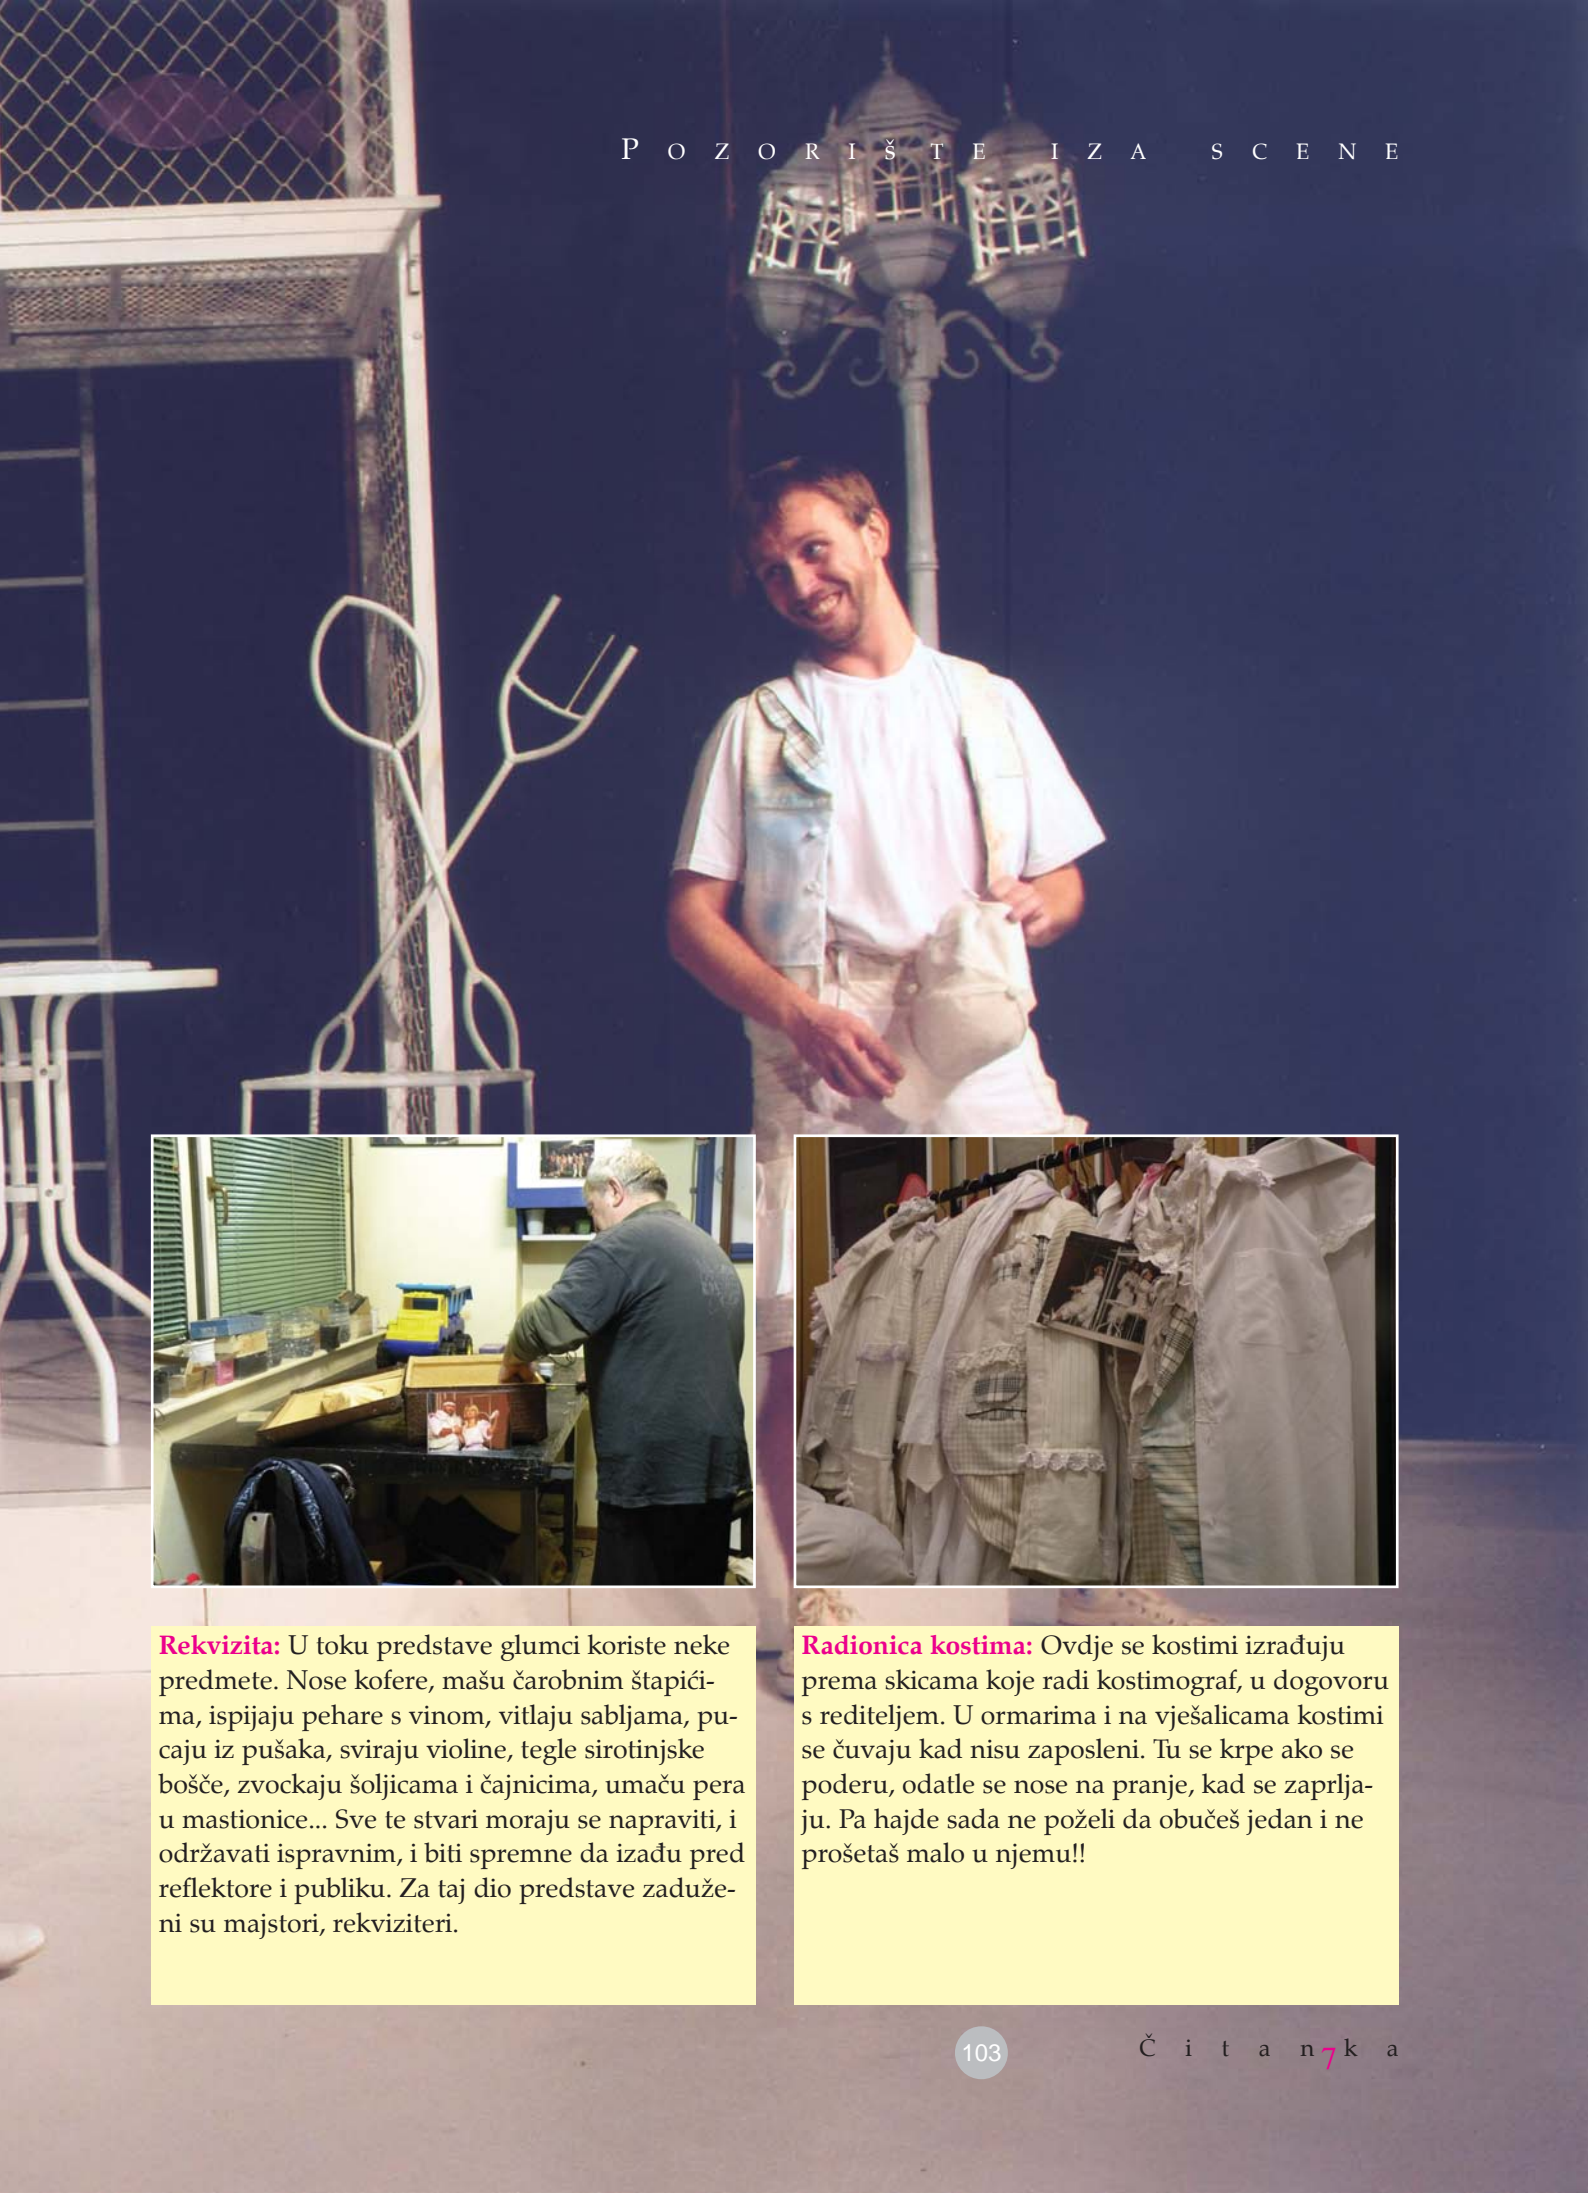 POZORIŠTE IZA SCENE
Rekvizita: U toku predstave glumci koriste neke
predmete. Nose kofere, mašu čarobnim štapići-
ma, ispijaju pehare s vinom, vitlaju sabljama, pu-
caju iz pušaka, sviraju violine, tegle sirotinjske
bošče, zvockaju šoljicama i čajnicima, umaču pera
u mastionice... Sve te stvari moraju se napraviti, i
održavati ispravnim, i biti spremne da izađu pred
reflektore i publiku. Za taj dio predstave zaduže-
ni su majstori, rekviziteri.
Radionica kostima: Ovdje se kostimi izrađuju
prema skicama koje radi kostimograf, u dogovoru
s rediteljem. U ormarima i na vješalicama kostimi
se čuvaju kad nisu zaposleni. Tu se krpe ako se
poderu, odatle se nose na pranje, kad se zaprlja-
ju. Pa hajde sada ne poželi da obučeš jedan i ne
prošetaš malo u njemu!!
103
Čitan7ka